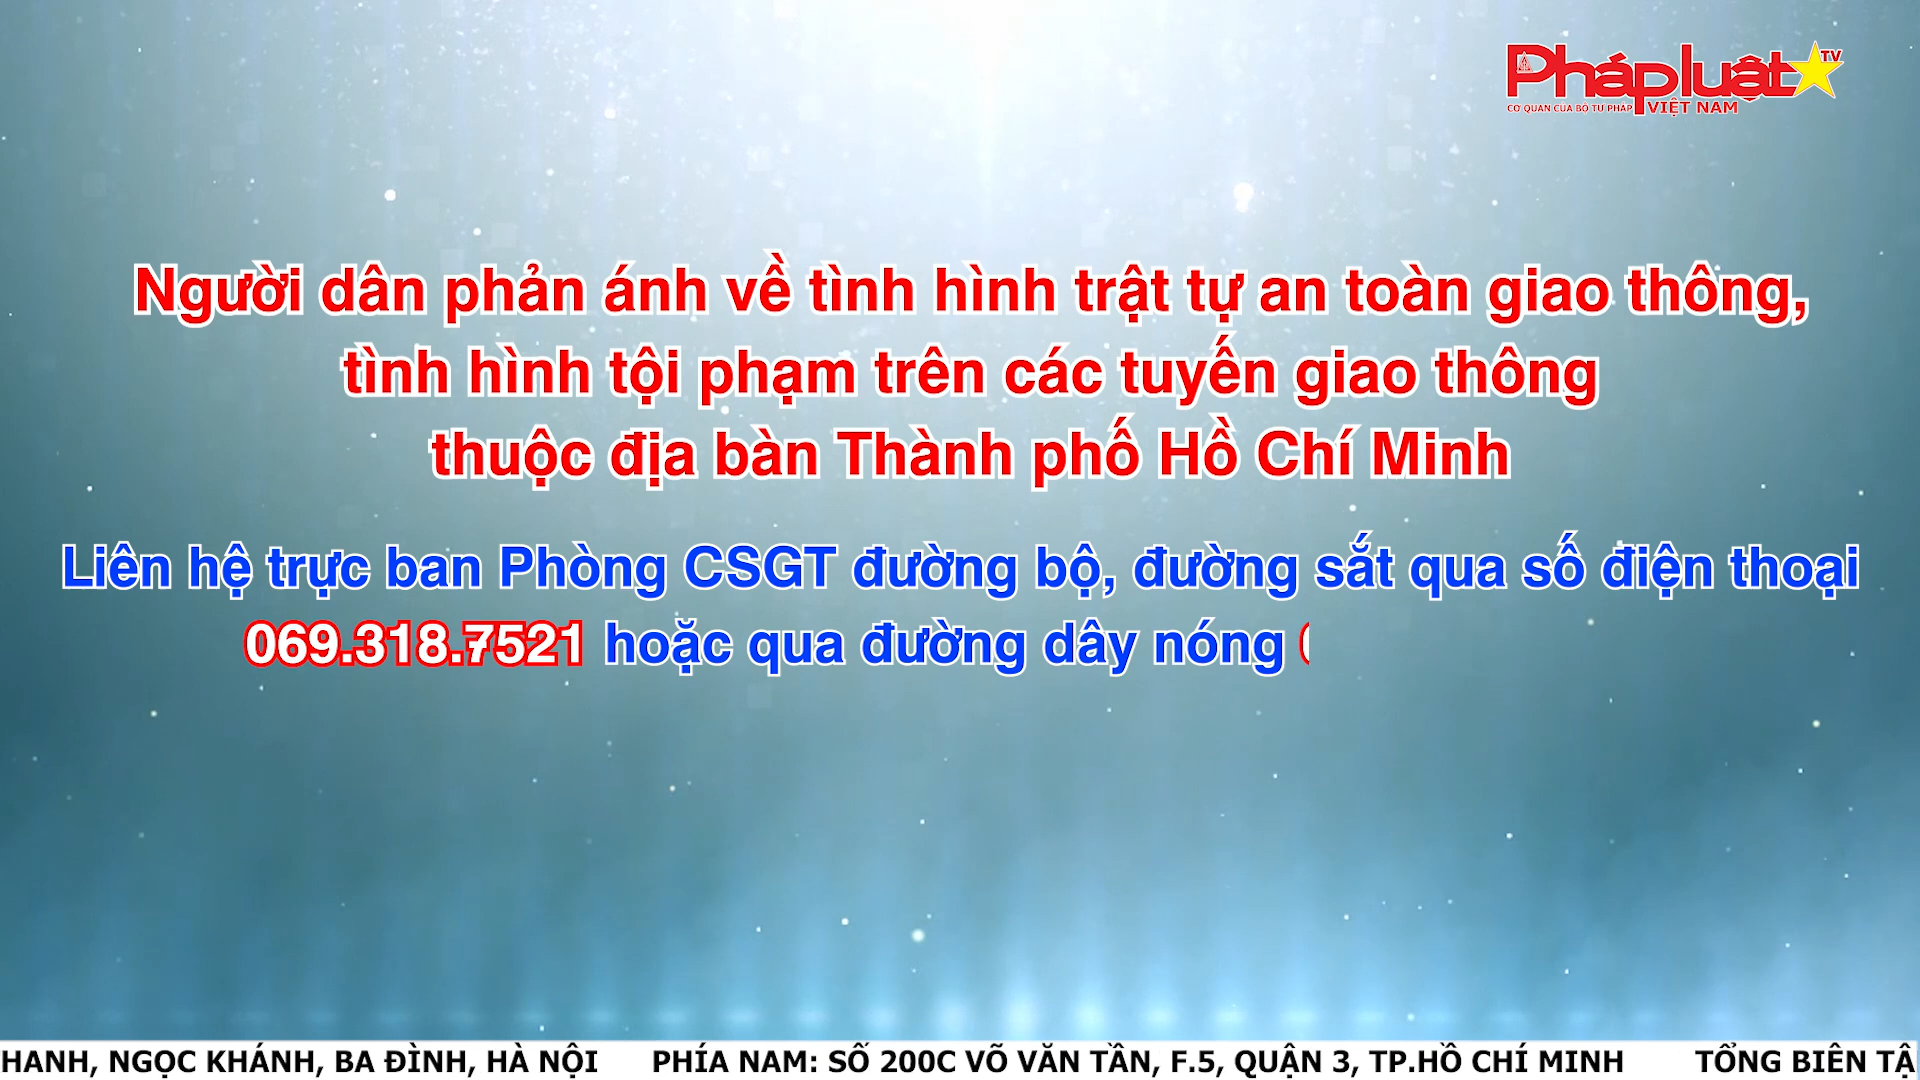 Phápluật TV
CƠ QUAN CỦA BỘ TƯ PHÁP VIỆT NAM
Người dân phản ánh về tình hình trật tự an toàn giao thông,
tình hình tội phạm trên các tuyến giao thông
thuộc địa bàn Thành phố Hồ Chí Minh
Liên hệ trực ban Phòng CSGT đường bộ, đường sắt qua số điện thoại
069.318.7521 hoặc qua đường dây nóng
HANH, NGỌC KHÁNH, BA ĐÌNH, HÀ NỘI PHÍA NAM: SỐ 200C VÕ VĂN TẦN, F.5, QUẬN 3, TP.HỒ CHÍ MINH TỔNG BIÊN TẬ